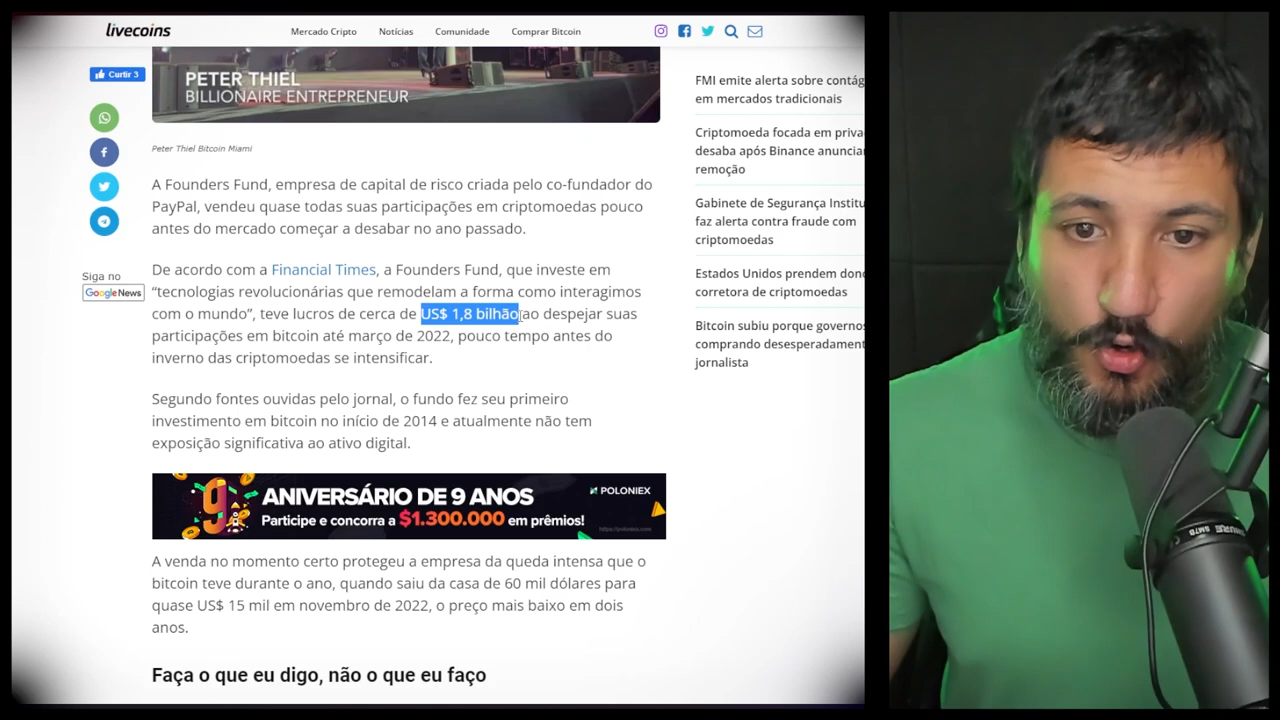 livecoins
Mercado Cripto
Notícias
Comunidade
Comprar Bitcoin
Curtir 3
PETER THIEL
BILLIONAIRE ENTREPRENEUR
Peter Thiel Bitcoin Miami
A Founders Fund, empresa de capital de risco criada pelo co-fundador do
PayPal, vendeu quase todas suas participações em criptomoedas pouco
antes do mercado começar a desabar no ano passado.
Siga no
Google News
De acordo com a Financial Times, a Founders Fund, que investe em
“tecnologias revolucionárias que remodelam a forma como interagimos
com o mundo”, teve lucros de cerca de US$ 1,8 bilhão ao despejar suas
participações em bitcoin até março de 2022, pouco tempo antes do
inverno das criptomoedas se intensificar.
Segundo fontes ouvidas pelo jornal, o fundo fez seu primeiro
investimento em bitcoin no início de 2014 e atualmente não tem
exposição significativa ao ativo digital.
9
ANIVERSÁRIO DE 9 ANOS
Participe e concorra a $1.300.000 em prêmios!
POLONIEX
https://poloniex.com
A venda no momento certo protegeu a empresa da queda intensa que o
bitcoin teve durante o ano, quando saiu da casa de 60 mil dólares para
quase US$ 15 mil em novembro de 2022, o preço mais baixo em dois
anos.
Faça o que eu digo, não o que eu faço
FMI emite alerta sobre contág
em mercados tradicionais
Criptomoeda focada em priva
desaba após Binance anuncia
remoção
Gabinete de Segurança Institu
faz alerta contra fraude com
criptomoedas
Estados Unidos prendem dono
corretora de criptomoedas
Bitcoin subiu porque governos
comprando desesperadament
jornalista
SHURE
SM7B